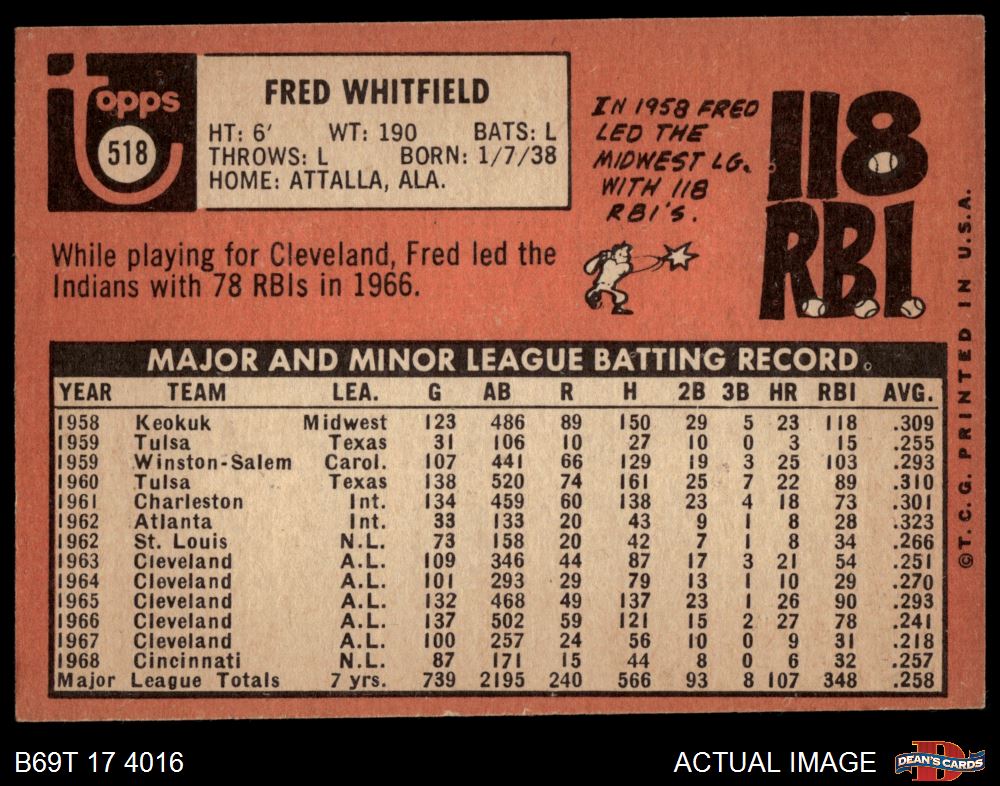 topps
518
FRED WHITFIELD
HT: 6' WT: 190 BATS: L
THROWS: L BORN: 1/7/38
HOME: ATTALLA, ALA.
While playing for Cleveland, Fred led the
Indians with 78 RBIs in 1966.
IN 1958 FRED
LED THE
MIDWEST LG.
WITH 118
RBI'S.
118
RBI
MAJOR AND MINOR LEAGUE BATTING RECORD
YEAR TEAM LEA. G AB R H 2B 3B HR RBI AVG.
1958 Keokuk Midwest 123 486 89 150 29 5 23 118 .309
1959 Tulsa Texas 31 106 10 27 10 0 3 15 .255
1959 Winston-Salem Carol. 107 441 66 129 19 3 25 103 .293
1960 Tulsa Texas 138 520 74 161 25 7 22 89 .310
1961 Charleston Int. 134 459 60 138 23 4 18 73 .301
1962 Atlanta Int. 33 133 20 43 9 1 8 28 .323
1962 St. Louis N.L. 73 158 20 42 7 1 8 34 .266
1963 Cleveland A.L. 109 346 44 87 17 3 21 54 .251
1964 Cleveland A.L. 101 293 29 79 13 1 10 29 .270
1965 Cleveland A.L. 132 468 49 137 23 1 26 90 .293
1966 Cleveland A.L. 137 502 59 121 15 2 27 78 .241
1967 Cleveland A.L. 100 257 24 56 10 0 9 31 .218
1968 Cincinnati N.L. 87 171 15 44 8 0 6 32 .257
Major League Totals 7 yrs. 739 2195 240 566 93 8 107 348 .258
©T.C.G. PRINTED IN U.S.A.
B69T 17 4016
ACTUAL IMAGE
D
DEAN'S CARDS